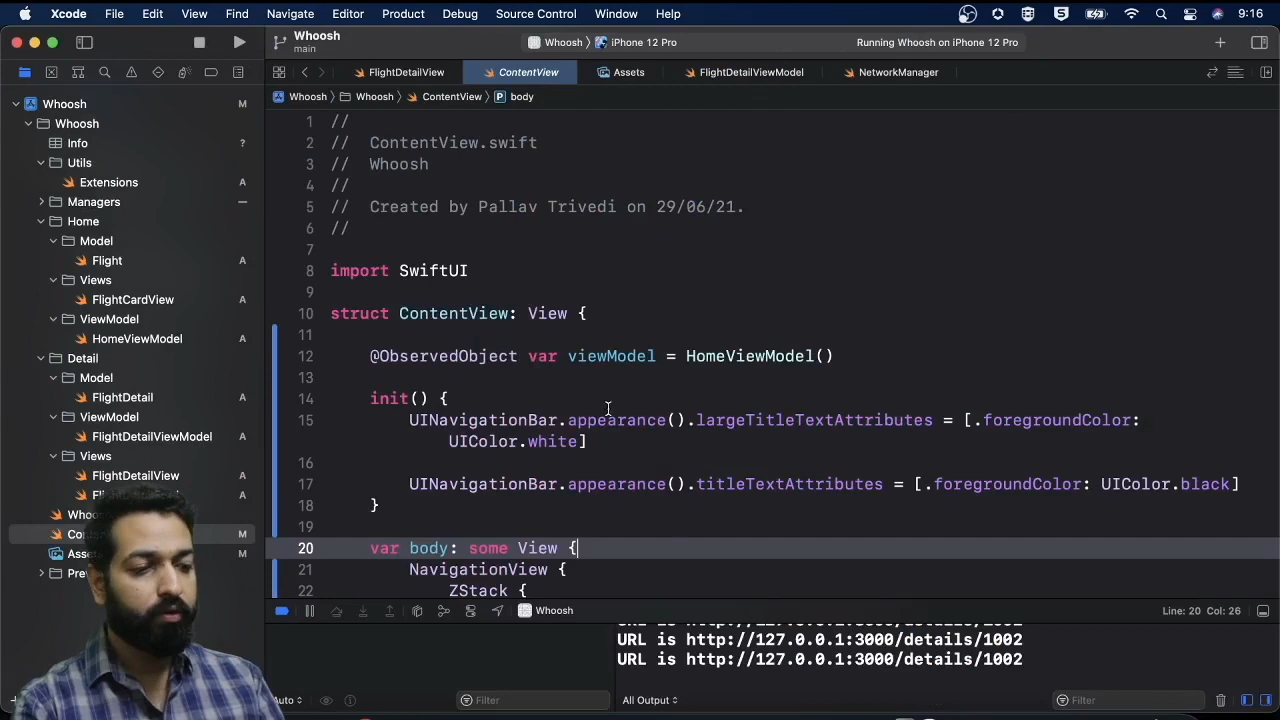 Xcode File Edit View Find Navigate Editor Product Debug Source Control Window Help 9:16
Whoosh
main
Whoosh iPhone 12 Pro Running Whoosh on iPhone 12 Pro
FlightDetailView ContentView Assets FlightDetailViewModel NetworkManager
Whoosh Whoosh ContentView P body
Whoosh M
Whoosh
Info ?
Utils
Extensions A
Managers
Home
Model
Flight A
Views
FlightCardView A
ViewModel
HomeViewModel A
Detail
Model
FlightDetail A
ViewModel
FlightDetailViewModel A
Views
FlightDetailView A
A
A
M
A
1 //
2 // ContentView.swift
3 // Whoosh
4 //
5 // Created by Pallav Trivedi on 29/06/21.
6 //
7
8 import SwiftUI
9
10 struct ContentView: View {
11
12 @ObservedObject var viewModel = HomeViewModel()
13
14 init() {
15 UINavigationBar.appearance().largeTitleTextAttributes = [.foregroundColor:
UIColor.white]
16
17 UINavigationBar.appearance().titleTextAttributes = [.foregroundColor: UIColor.black]
18 }
19
20 var body: some View {
21 NavigationView {
22 ZStack {
Whoosh Line: 20 Col: 26
URL is http://127.0.0.1:3000/details/1002
URL is http://127.0.0.1:3000/details/1002
Filter All Output Filter